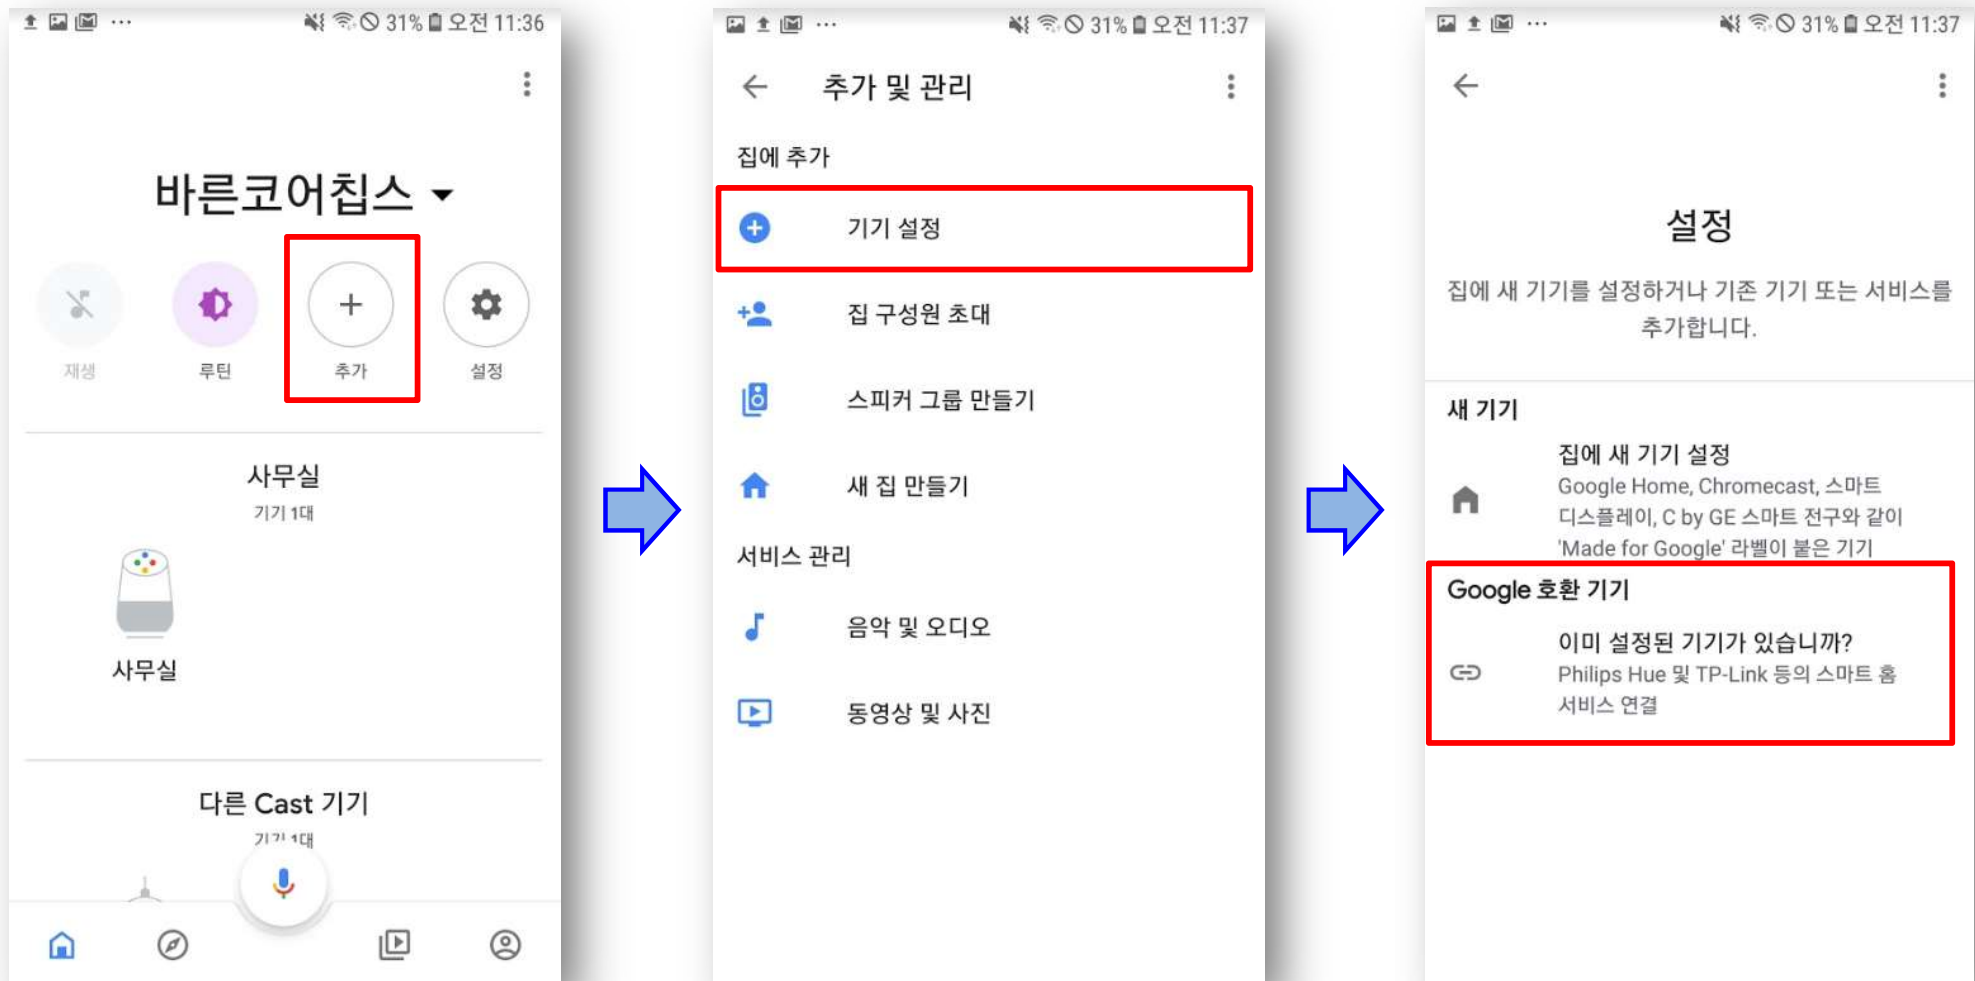 31% 오전 11:36
바른코어칩스
재생
루틴
추가
설정
사무실
기기 1대
사무실
다른 Cast 기기
기기 1대
31% 오전 11:37
추가 및 관리
집에 추가
기기 설정
집 구성원 초대
스피커 그룹 만들기
새 집 만들기
서비스 관리
음악 및 오디오
동영상 및 사진
31% 오전 11:37
설정
집에 새 기기를 설정하거나 기존 기기 또는 서비스를
추가합니다.
새 기기
집에 새 기기 설정
Google Home, Chromecast, 스마트
디스플레이, C by GE 스마트 전구와 같이
'Made for Google' 라벨이 붙은 기기
Google 호환 기기
이미 설정된 기기가 있습니까?
Philips Hue 및 TP-Link 등의 스마트 홈
서비스 연결